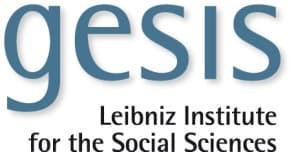 gesis
Leibniz Institute
for the Social Sciences